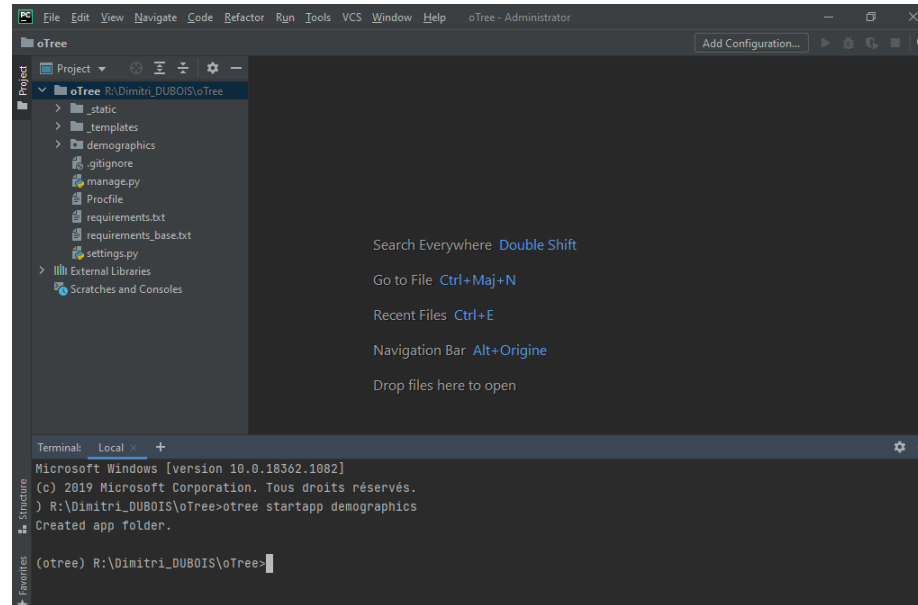 PC File Edit View Navigate Code Refactor Run Tools VCS Window Help oTree - Administrator
oTree
Add Configuration...
Project
Project
oTree R:\Dimitri_DUBOIS\oTree
_static
_templates
demographics
.gitignore
manage.py
Procfile
requirements.txt
requirements_base.txt
settings.py
External Libraries
Scratches and Consoles
Search Everywhere Double Shift
Go to File Ctrl+Maj+N
Recent Files Ctrl+E
Navigation Bar Alt+Origine
Drop files here to open
Terminal: Local +
Structure
Favorites
Microsoft Windows [version 10.0.18362.1082]
(c) 2019 Microsoft Corporation. Tous droits réservés.
) R:\Dimitri_DUBOIS\oTree>otree startapp demographics
Created app folder.
(otree) R:\Dimitri_DUBOIS\oTree>